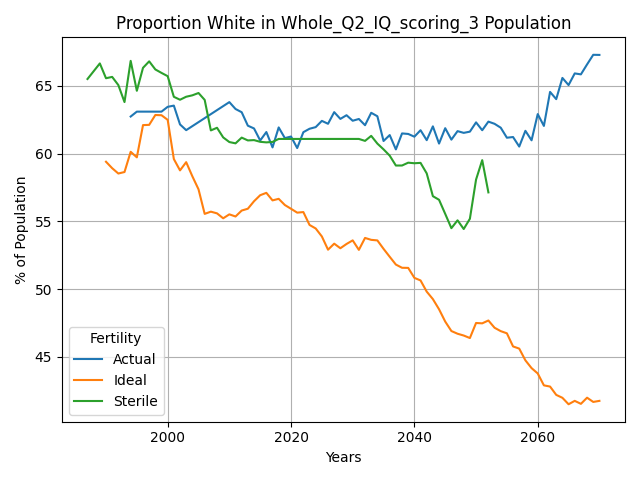 Proportion White in Whole_Q2_IQ_scoring_3 Population
% of Population
65
60
55
50
45
Fertility
Actual
Ideal
Sterile
2000
2020
2040
2060
Years